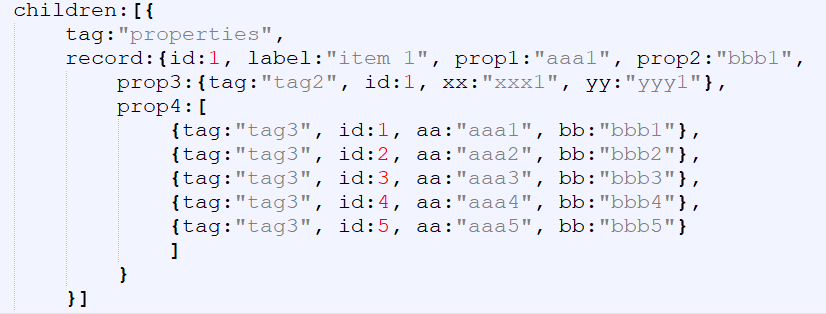 children:[{
tag:"properties",
record:{id:1, label:"item 1", prop1:"aaa1", prop2:"bbb1",
prop3:{tag:"tag2", id:1, xx:"xxx1", yy:"yyy1"},
prop4:[
{tag:"tag3", id:1, aa:"aaa1", bb:"bbb1"},
{tag:"tag3", id:2, aa:"aaa2", bb:"bbb2"},
{tag:"tag3", id:3, aa:"aaa3", bb:"bbb3"},
{tag:"tag3", id:4, aa:"aaa4", bb:"bbb4"},
{tag:"tag3", id:5, aa:"aaa5", bb:"bbb5"}
]
}
}]